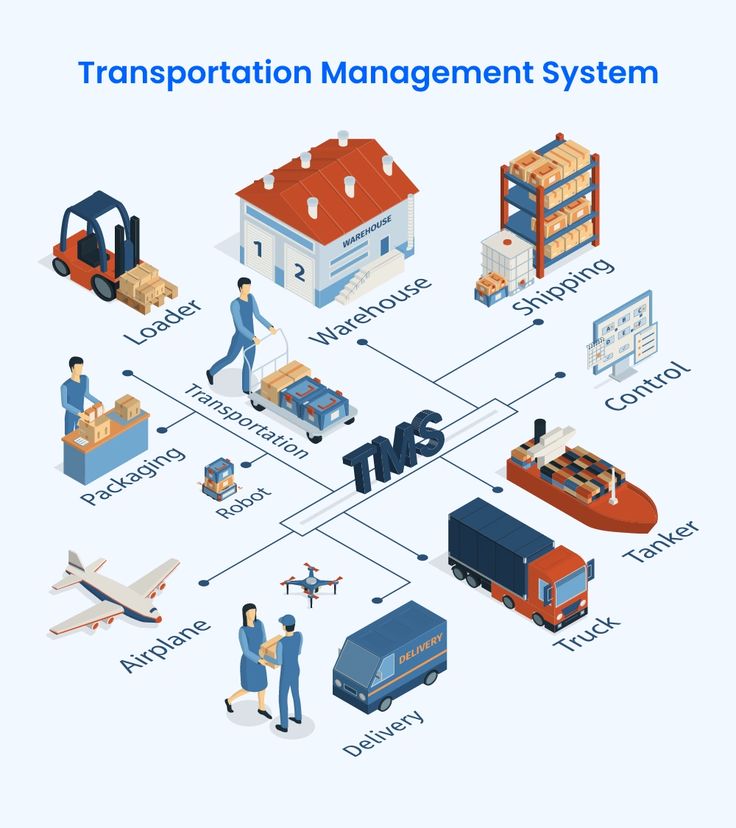 Transportation Management System
WAREHOUSE
1
2
Loader
Warehouse
Shipping
Control
Transportation
Packaging
Robot
TMS
Tanker
Truck
Airplane
DELIVERY
Delivery